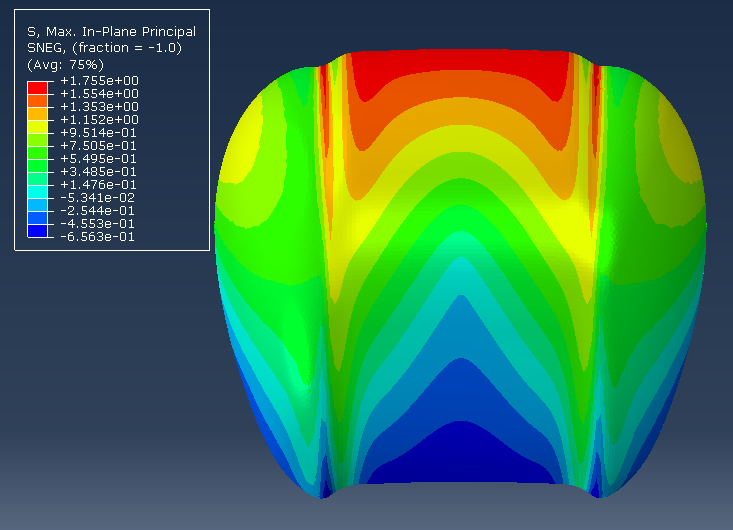 S, Max. In-Plane Principal
SNEG, (fraction = -1.0)
(Avg: 75%)
+1.755e+00
+1.554e+00
+1.353e+00
+1.152e+00
+9.514e-01
+7.505e-01
+5.495e-01
+3.485e-01
+1.476e-01
-5.341e-02
-2.544e-01
-4.553e-01
-6.563e-01